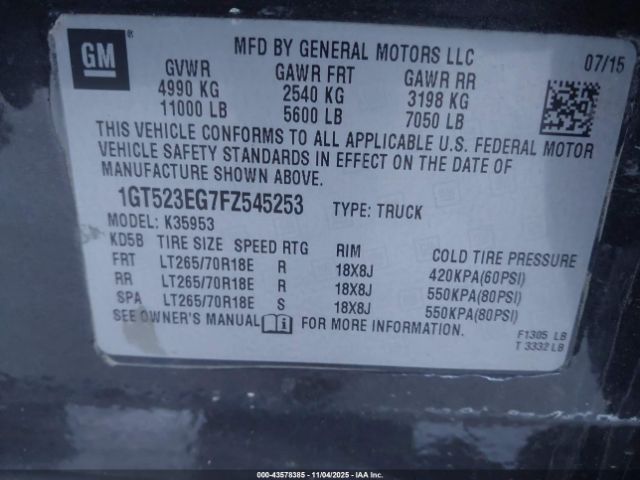 GM
MFD BY GENERAL MOTORS LLC 07/15
GVWR GAWR FRT GAWR RR
4990 KG 2540 KG 3198 KG
11000 LB 5600 LB 7050 LB
THIS VEHICLE CONFORMS TO ALL APPLICABLE U.S. FEDERAL MOTOR
VEHICLE SAFETY STANDARDS IN EFFECT ON THE DATE OF
MANUFACTURE SHOWN ABOVE.
1GT523EG7FZ545253 TYPE: TRUCK
MODEL: K35953
KD5B TIRE SIZE SPEED RTG RIM COLD TIRE PRESSURE
FRT LT265/70R18E R 18X8J 420KPA(60PSI)
RR LT265/70R18E R 18X8J 550KPA(80PSI)
SPA LT265/70R18E S 18X8J 550KPA(80PSI)
SEE OWNER'S MANUAL i FOR MORE INFORMATION.
F1305 LB
T 3332 LB
000-43578385 - 11/04/2025 - IAAI.COM